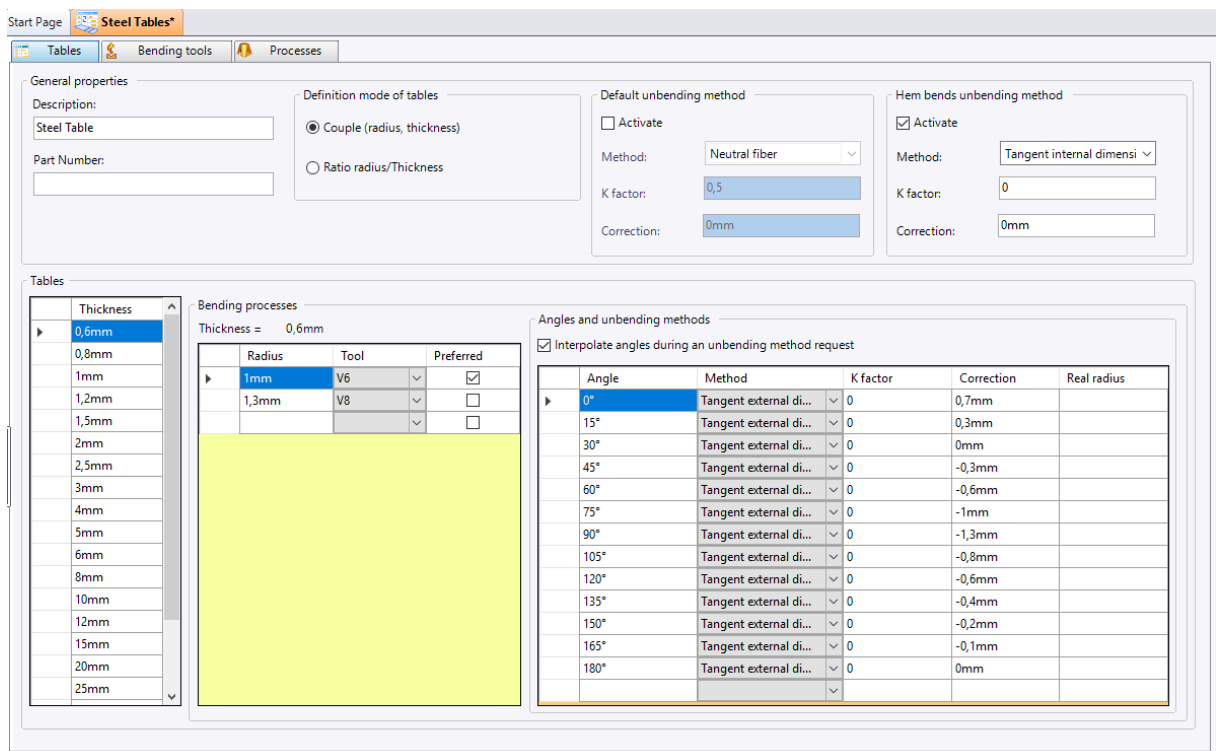 Start Page Steel Tables*
Tables Bending tools Processes
General properties
Description:
Steel Table
Part Number:
Definition mode of tables
Couple (radius, thickness)
Ratio radius/Thickness
Default unbending method
Activate
Method: Neutral fiber
K factor: 0,5
Correction: 0mm
Hem bends unbending method
Activate
Method: Tangent internal dimensi
K factor: 0
Correction: 0mm
Tables
Thickness
0,6mm
0,8mm
1mm
1,2mm
1,5mm
2mm
2,5mm
3mm
4mm
5mm
6mm
8mm
10mm
12mm
15mm
20mm
25mm
Bending processes
Thickness = 0,6mm
Radius Tool Preferred
1mm V6
1,3mm V8
Angles and unbending methods
Interpolate angles during an unbending method request
Angle Method K factor Correction Real radius
0° Tangent external di... 0 0,7mm
15° Tangent external di... 0 0,3mm
30° Tangent external di... 0 0mm
45° Tangent external di... 0 -0,3mm
60° Tangent external di... 0 -0,6mm
75° Tangent external di... 0 -1mm
90° Tangent external di... 0 -1,3mm
105° Tangent external di... 0 -0,8mm
120° Tangent external di... 0 -0,6mm
135° Tangent external di... 0 -0,4mm
150° Tangent external di... 0 -0,2mm
165° Tangent external di... 0 -0,1mm
180° Tangent external di... 0 0mm